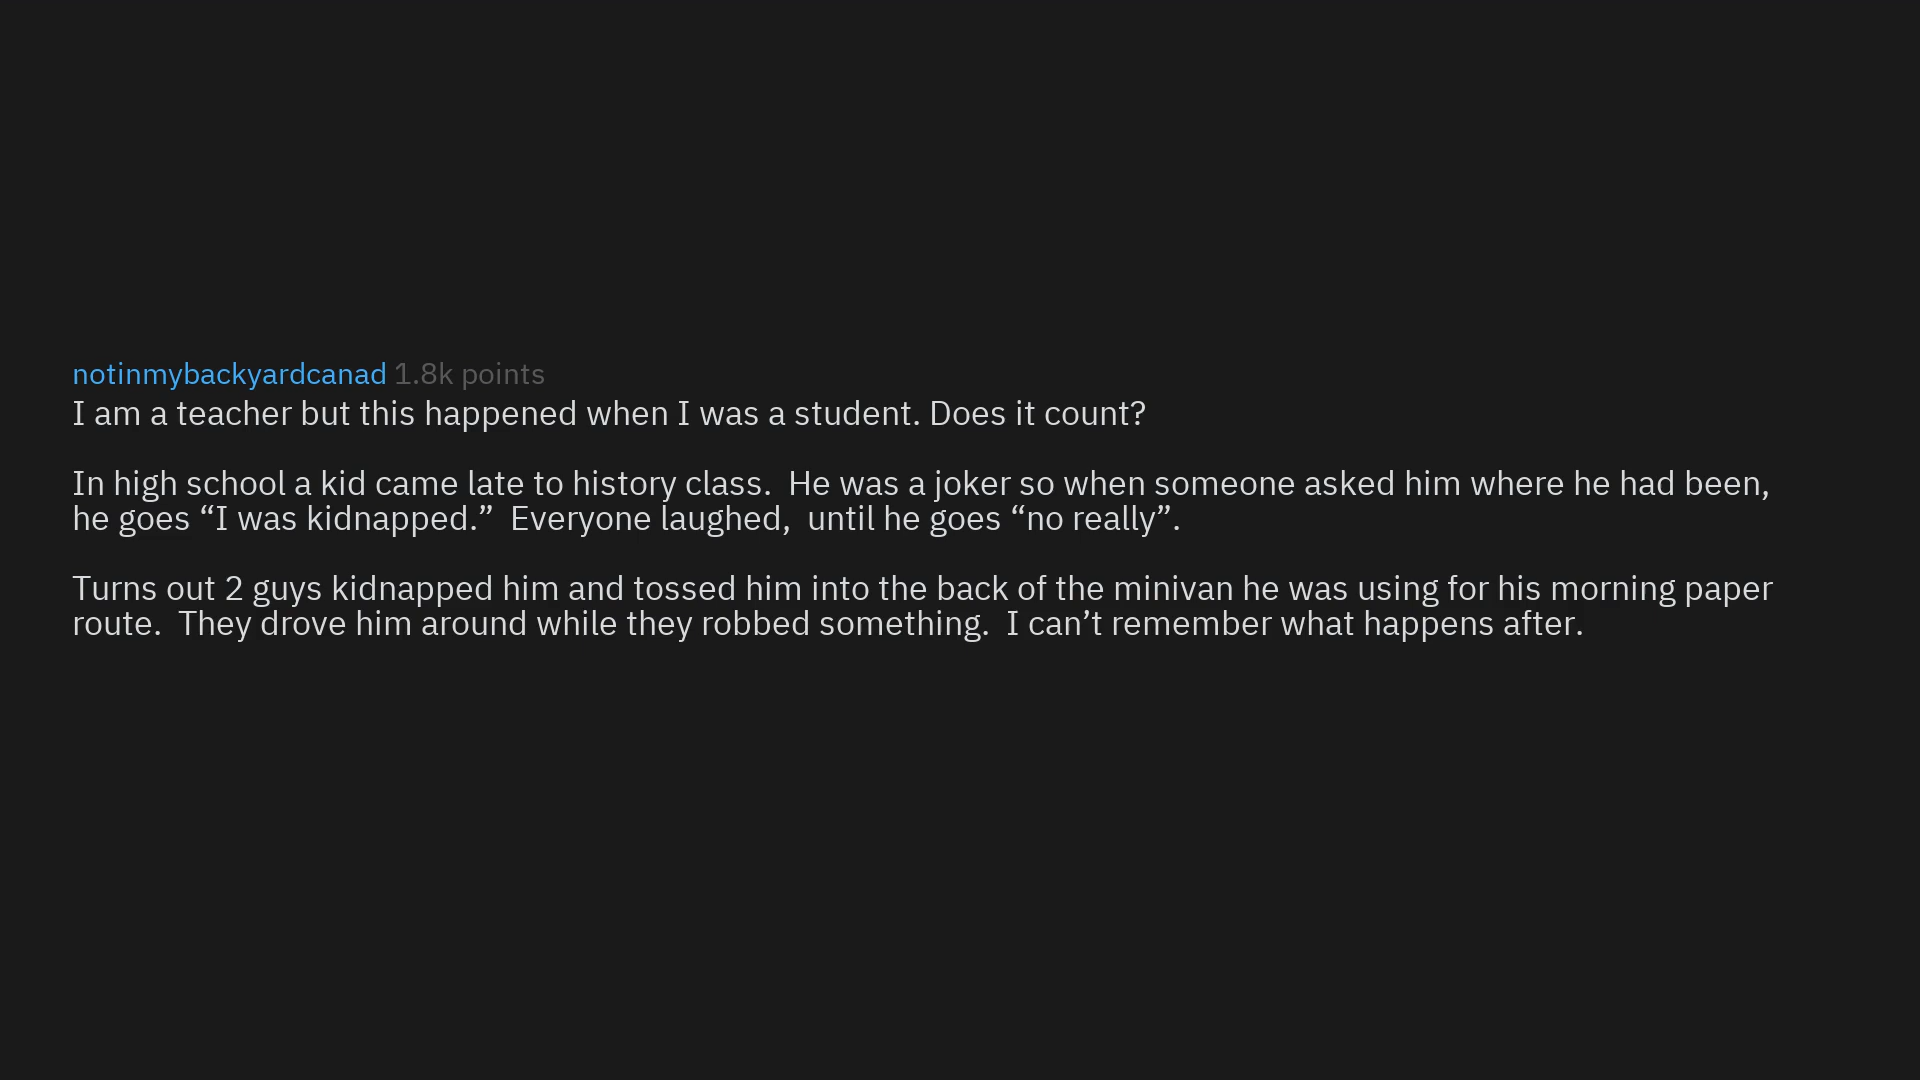 notinmybackyardcanad 1.8k points
I am a teacher but this happened when I was a student. Does it count?
In high school a kid came late to history class.  He was a joker so when someone asked him where he had been,
he goes “I was kidnapped.”  Everyone laughed,  until he goes “no really”.
Turns out 2 guys kidnapped him and tossed him into the back of the minivan he was using for his morning paper
route.  They drove him around while they robbed something.  I can’t remember what happens after.